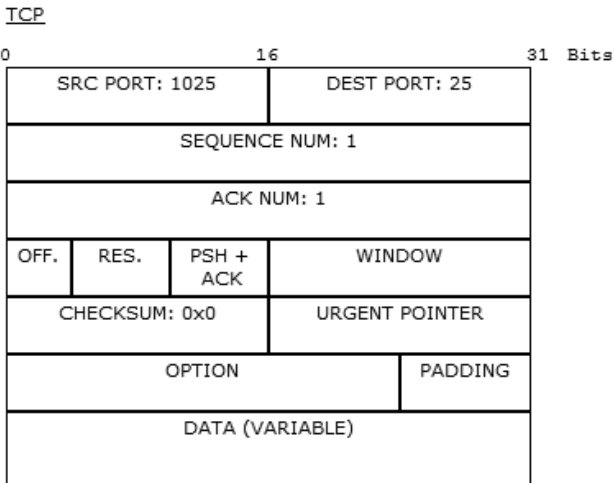 TCP
0 16 31 Bits
SRC PORT: 1025 DEST PORT: 25
SEQUENCE NUM: 1
ACK NUM: 1
OFF. RES. PSH + WINDOW
ACK
CHECKSUM: 0x0 URGENT POINTER
OPTION PADDING
DATA (VARIABLE)